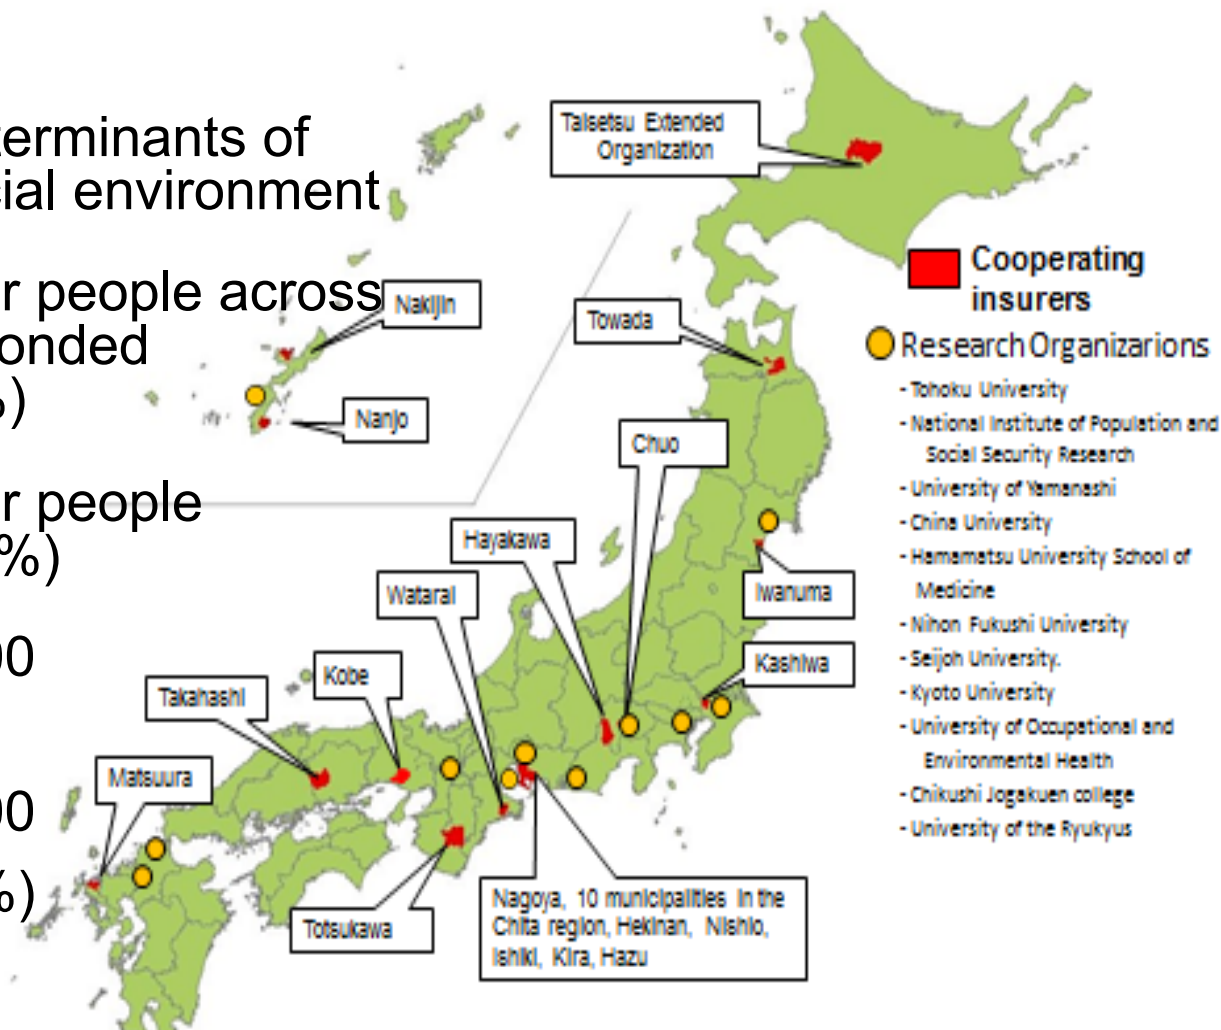 terminants of
cial environment
r people across
onded
%)
r people
%)
00
00
%)
Taisetsu Extended
Organization
Nakijin
Towada
Nanjo
Chuo
Hayakawa
Watarai
Iwanuma
Kashiwa
Kobe
Takahashi
Matsuura
Totsukawa
Nagoya, 10 municipalities in the
Chita region, Hekinan, Nishio,
Ishiki, Kira, Hazu
Cooperating
insurers
Research Organizarions
- Tohoku University
- National Institute of Population and
Social Security Research
- University of Yamanashi
- China University
- Hamamatsu University School of
Medicine
- Nihon Fukushi University
- Seijoh University.
- Kyoto University
- University of Occupational and
Environmental Health
- Chikushi Jogakuen college
- University of the Ryukyus